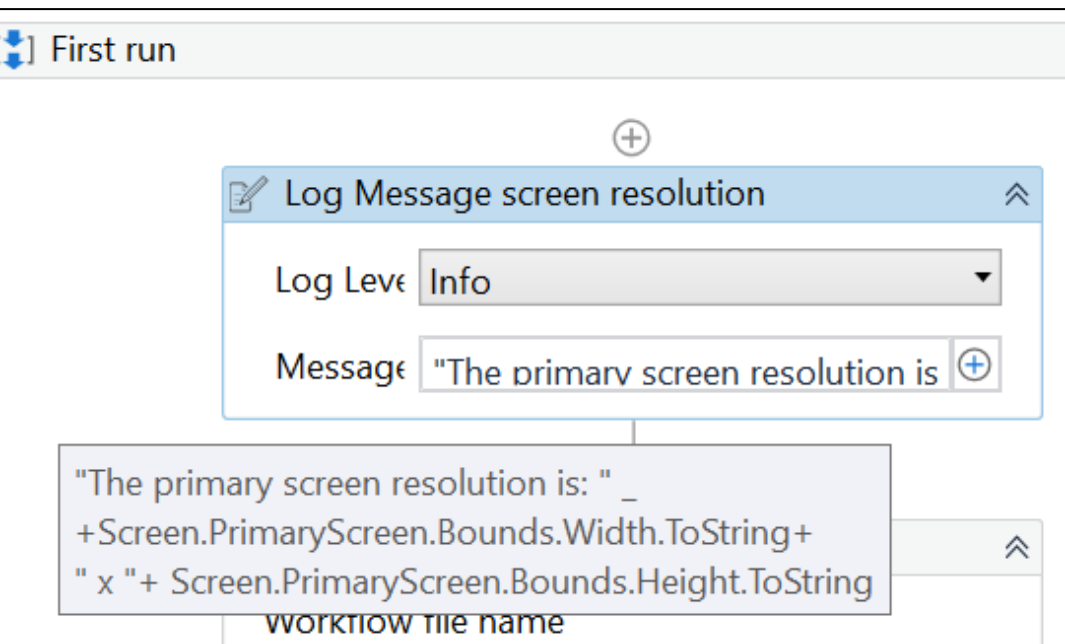 First run
Log Message screen resolution
Log Leve
Info
Message
"The primary screen resolution is
"The primary screen resolution is: " _
+Screen.PrimaryScreen.Bounds.Width.ToString+
" x "+ Screen.PrimaryScreen.Bounds.Height.ToString
Workflow file name